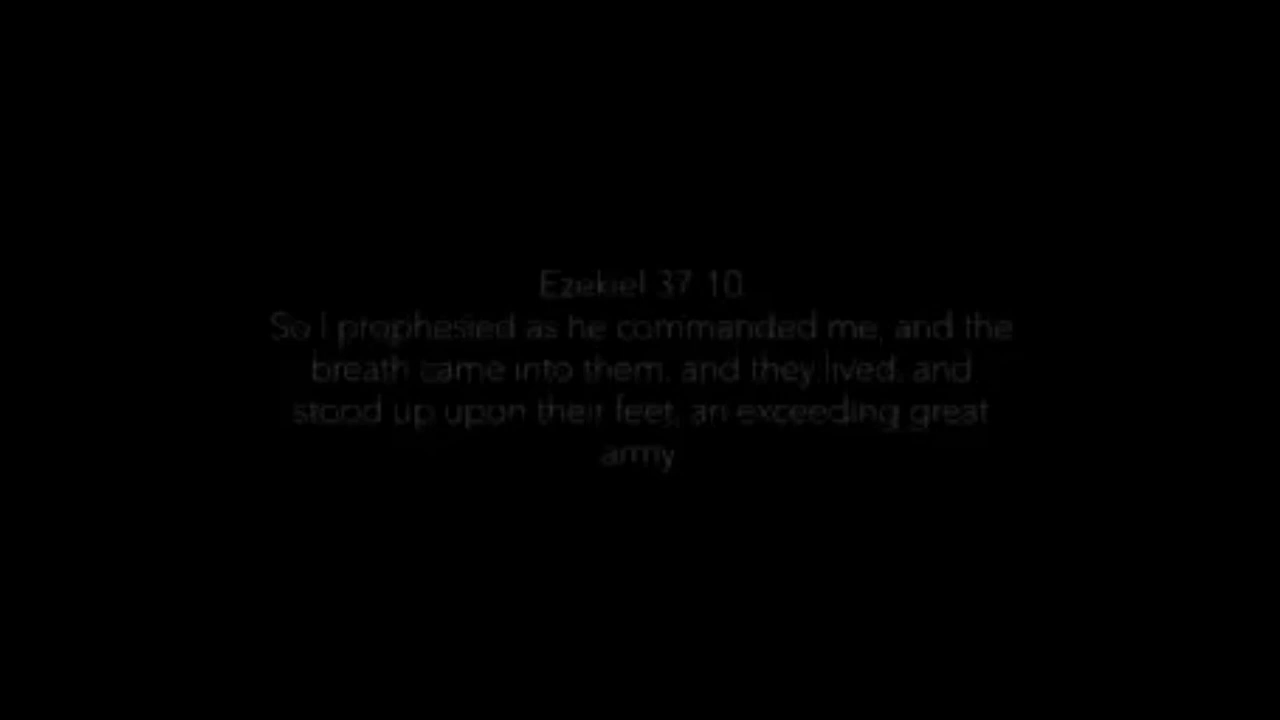 Ezekiel 37 10
So I prophesied as he commanded me, and the
breath came into them, and they lived, and
stood up upon their feet, an exceeding great
army